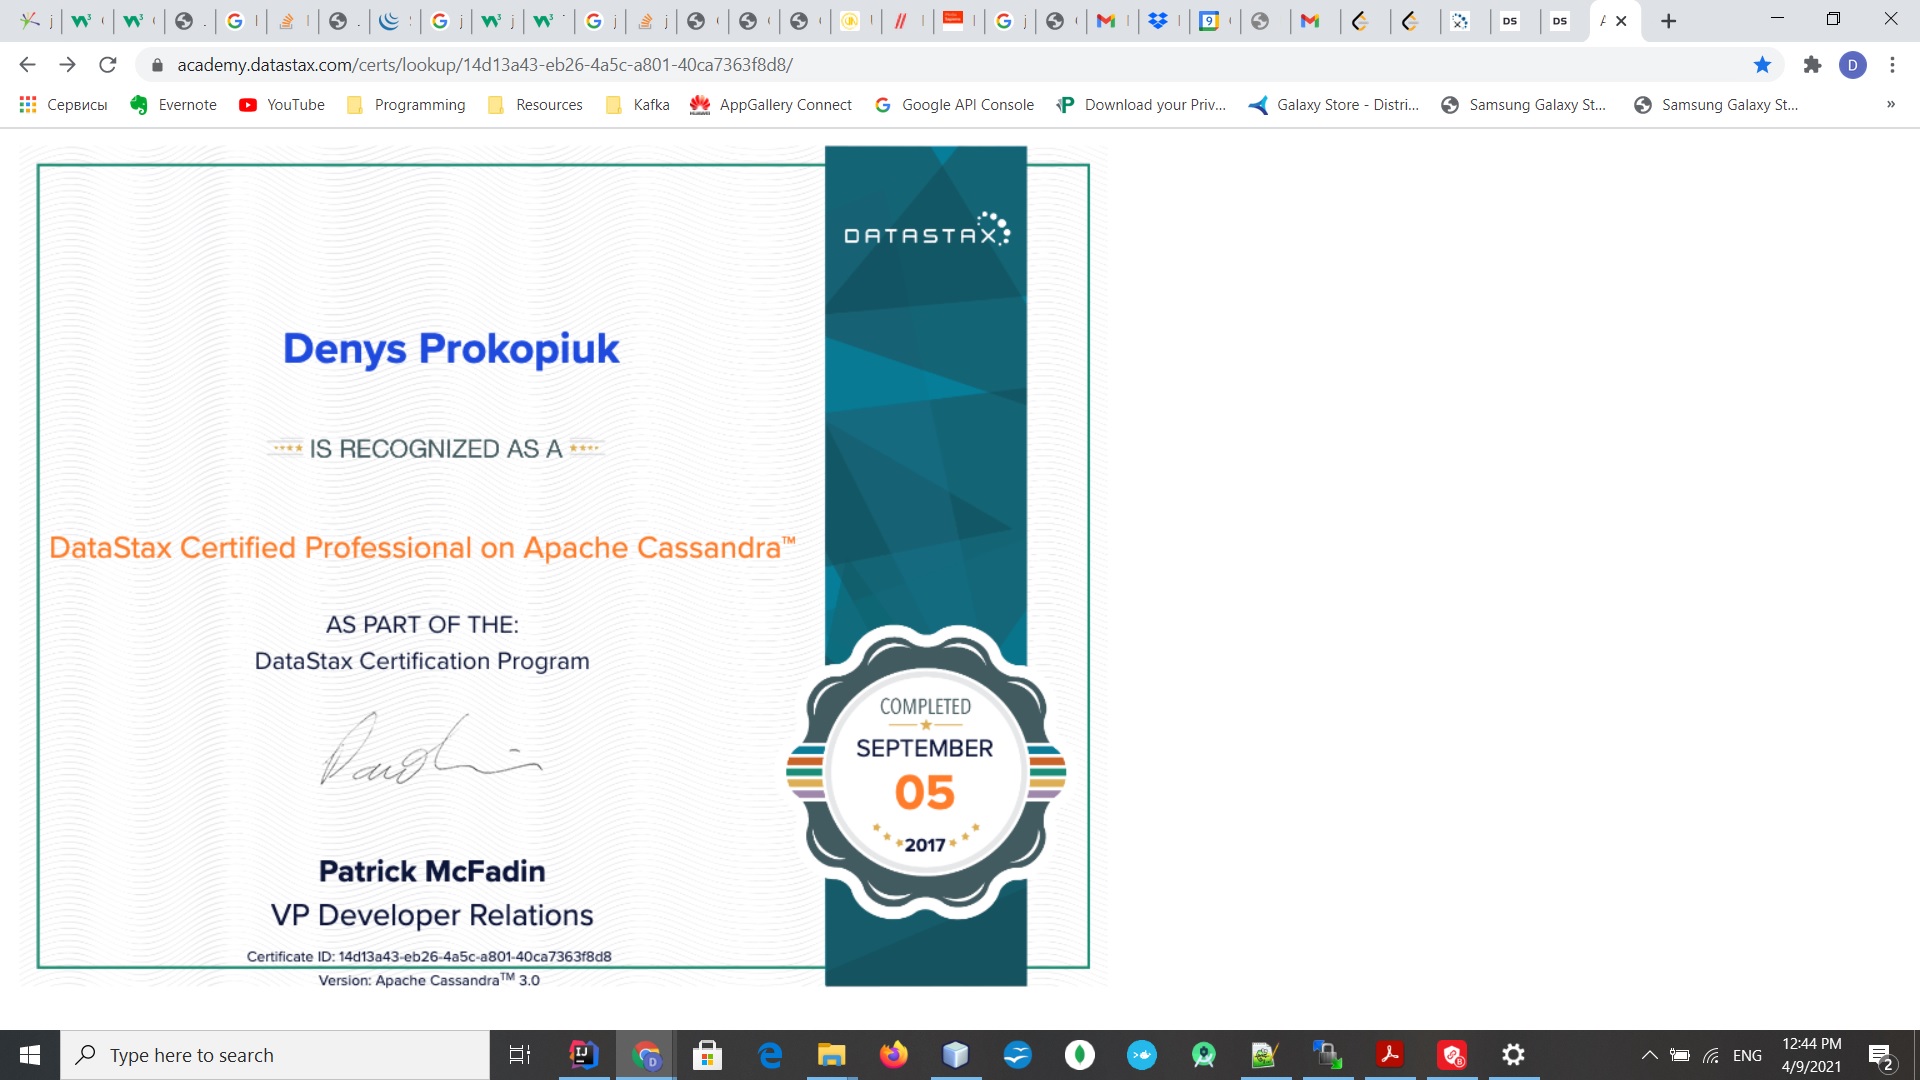 academy.datastax.com/certs/lookup/14d13a43-eb26-4a5c-a801-40ca7363f8d8/
D
Сервисы
Evernote
YouTube
Programming
Resources
Kafka
AppGallery Connect
Google API Console
Download your Priv...
Galaxy Store - Distri...
Samsung Galaxy St...
Samsung Galaxy St...
»
DATASTAX
Denys Prokopiuk
IS RECOGNIZED AS A
DataStax Certified Professional on Apache Cassandra™
AS PART OF THE:
DataStax Certification Program
COMPLETED
SEPTEMBER
05
2017
Patrick McFadin
VP Developer Relations
Certificate ID: 14d13a43-eb26-4a5c-a801-40ca7363f8d8
Version: Apache Cassandra™ 3.0
Type here to search
ENG
12:44 PM
4/9/2021
2